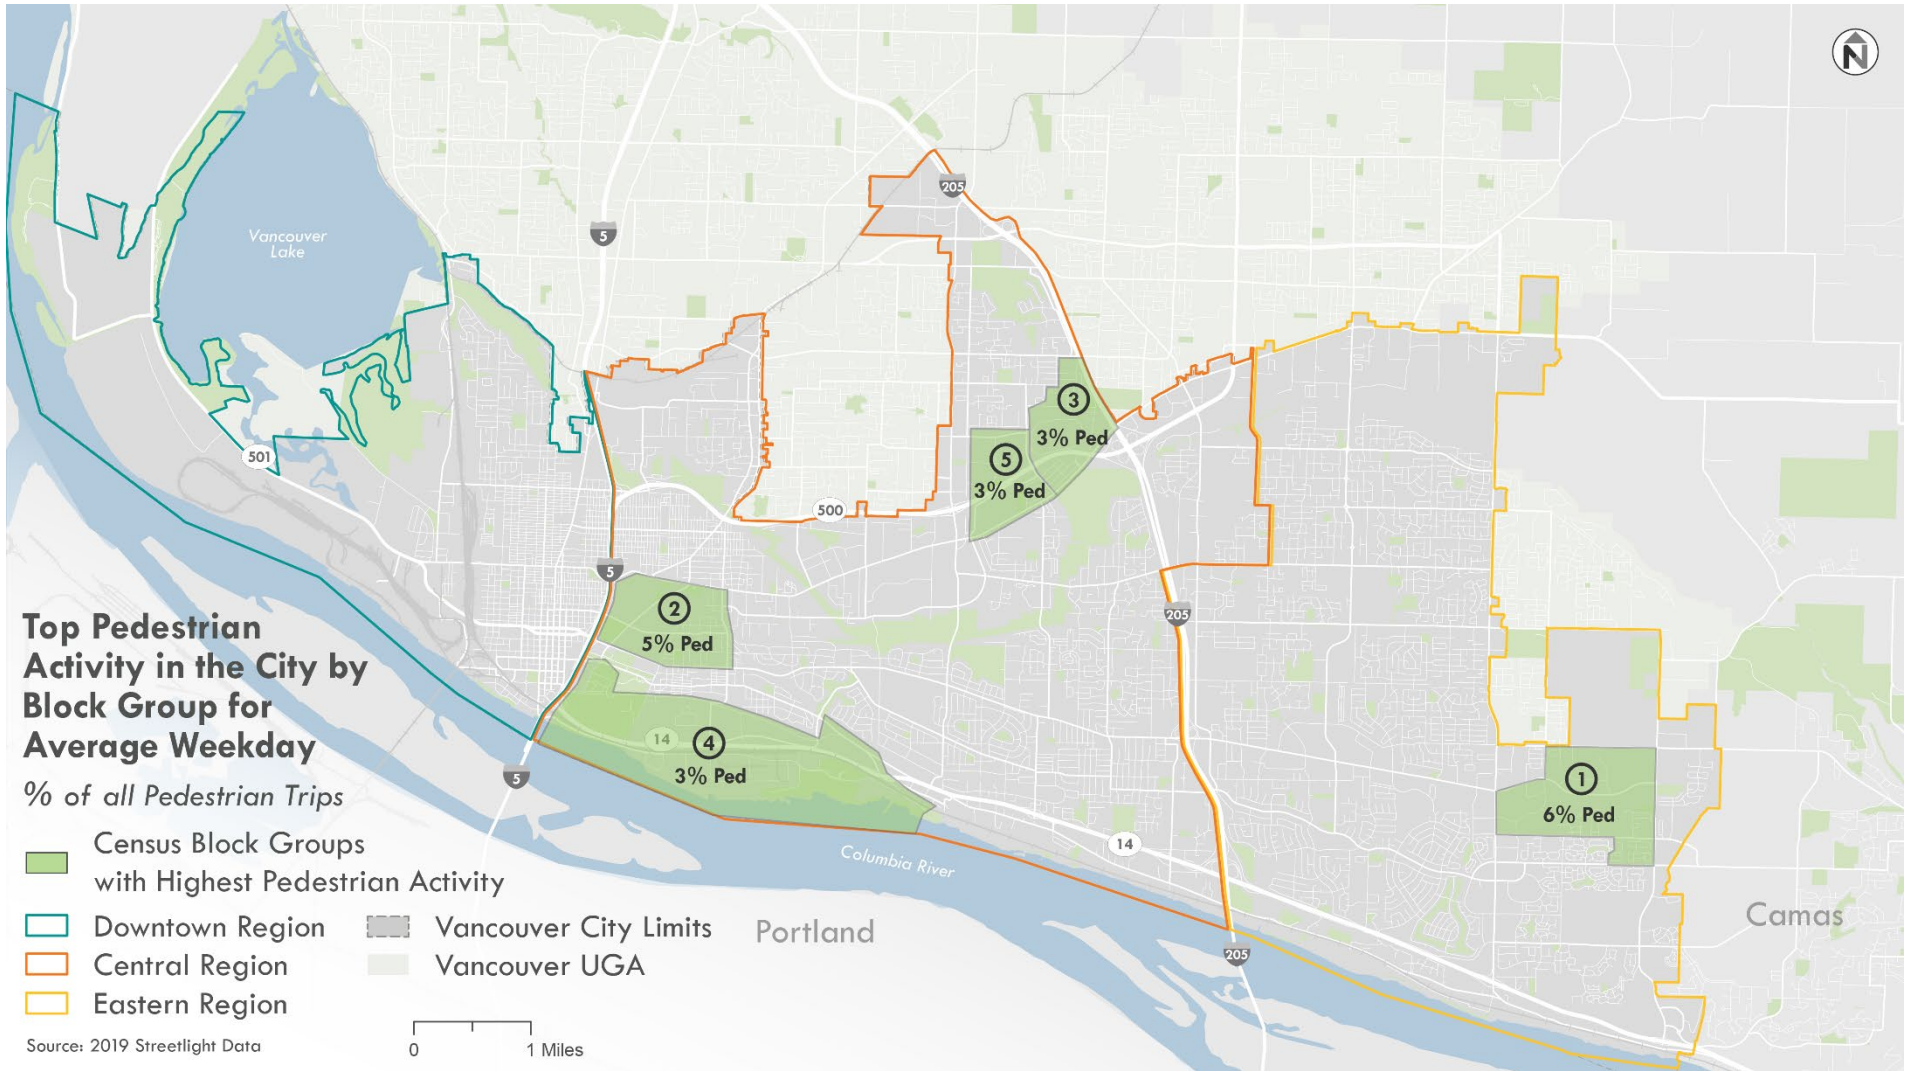 N
205
5
Vancouver
Lake
3
3% Ped
5
3% Ped
501
500
5
2
5% Ped
205
Top Pedestrian
Activity in the City by
Block Group for
Average Weekday
% of all Pedestrian Trips
14
4
3% Ped
5
1
6% Ped
14
Columbia River
Census Block Groups
with Highest Pedestrian Activity
Downtown Region
Vancouver City Limits
Central Region
Vancouver UGA
Eastern Region
Portland
Camas
205
Source: 2019 Streetlight Data
0
1 Miles